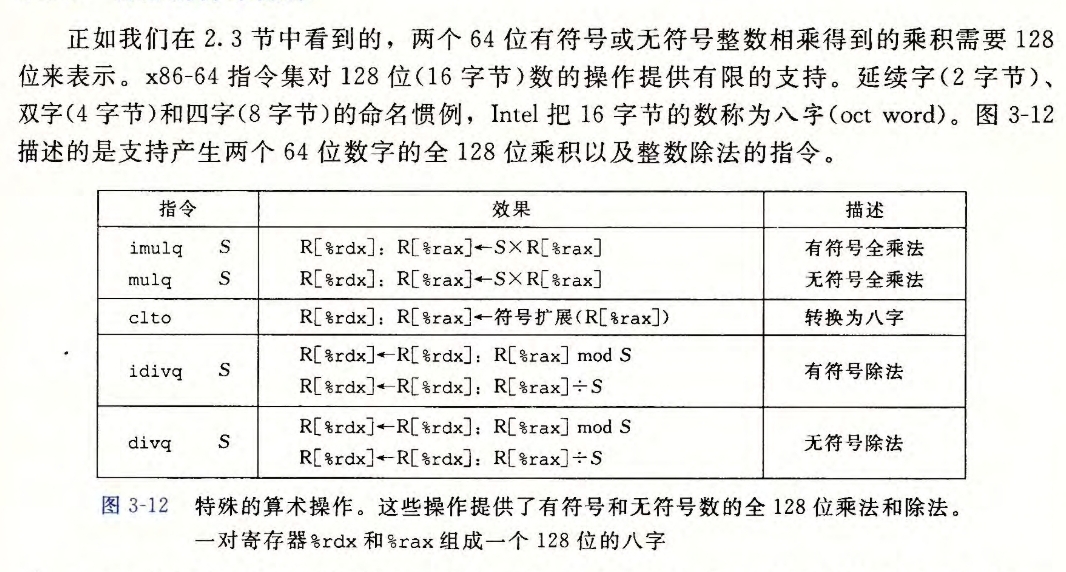 正如我们在 2.3 节中看到的，两个 64 位有符号或无符号整数相乘得到的乘积需要 128
位来表示。x86-64 指令集对 128 位(16 字节)数的操作提供有限的支持。延续字(2 字节)、
双字(4 字节)和四字(8 字节)的命名惯例，Intel 把 16 字节的数称为八字(oct word)。图 3-12
描述的是支持产生两个 64 位数字的全 128 位乘积以及整数除法的指令。
指令 效果 描述
imulq S R[%rdx]：R[%rax]←S×R[%rax] 有符号全乘法
mulq S R[%rdx]：R[%rax]←S×R[%rax] 无符号全乘法
clto R[%rdx]：R[%rax]←符号扩展(R[%rax]) 转换为八字
idivq S R[%rdx]←R[%rdx]：R[%rax] mod S 有符号除法
R[%rdx]←R[%rdx]：R[%rax]÷S
divq S R[%rdx]←R[%rdx]：R[%rax] mod S 无符号除法
R[%rdx]←R[%rdx]：R[%rax]÷S
图 3-12 特殊的算术操作。这些操作提供了有符号和无符号数的全 128 位乘法和除法。
一对寄存器%rdx 和%rax 组成一个 128 位的八字